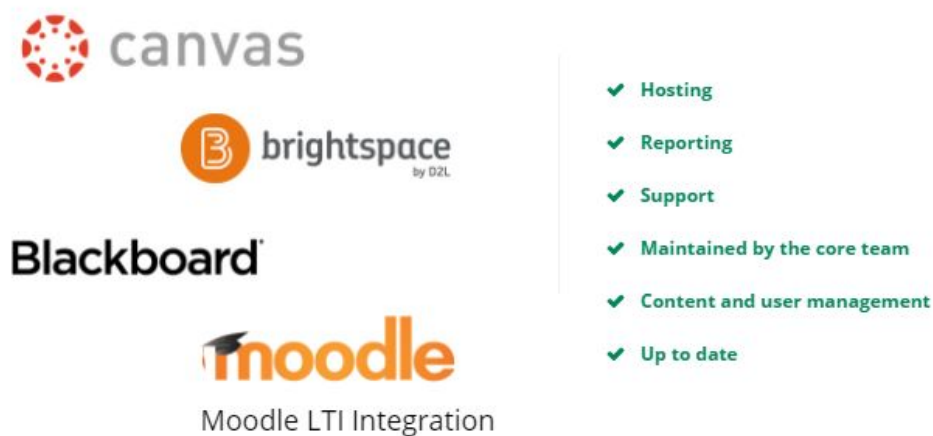 canvas
brightspace
by D2L
Blackboard
moodle
Moodle LTI Integration
Hosting
Reporting
Support
Maintained by the core team
Content and user management
Up to date